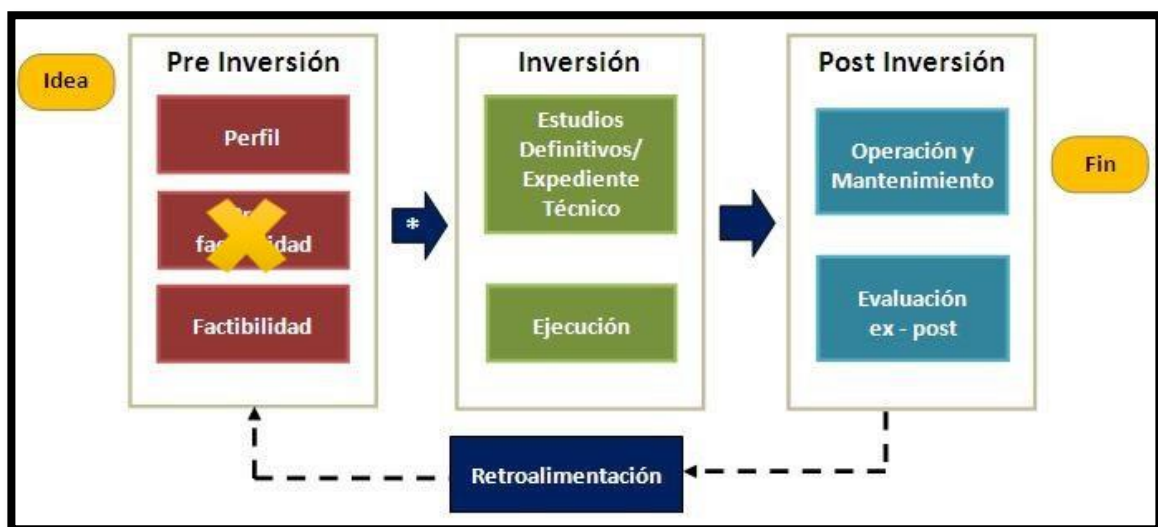 Idea
Pre Inversión
Perfil
Factibilidad
*
Inversión
Estudios
Definitivos/
Expediente
Técnico
Ejecución
Post Inversión
Operación y
Mantenimiento
Evaluación
ex - post
Fin
Retroalimentación